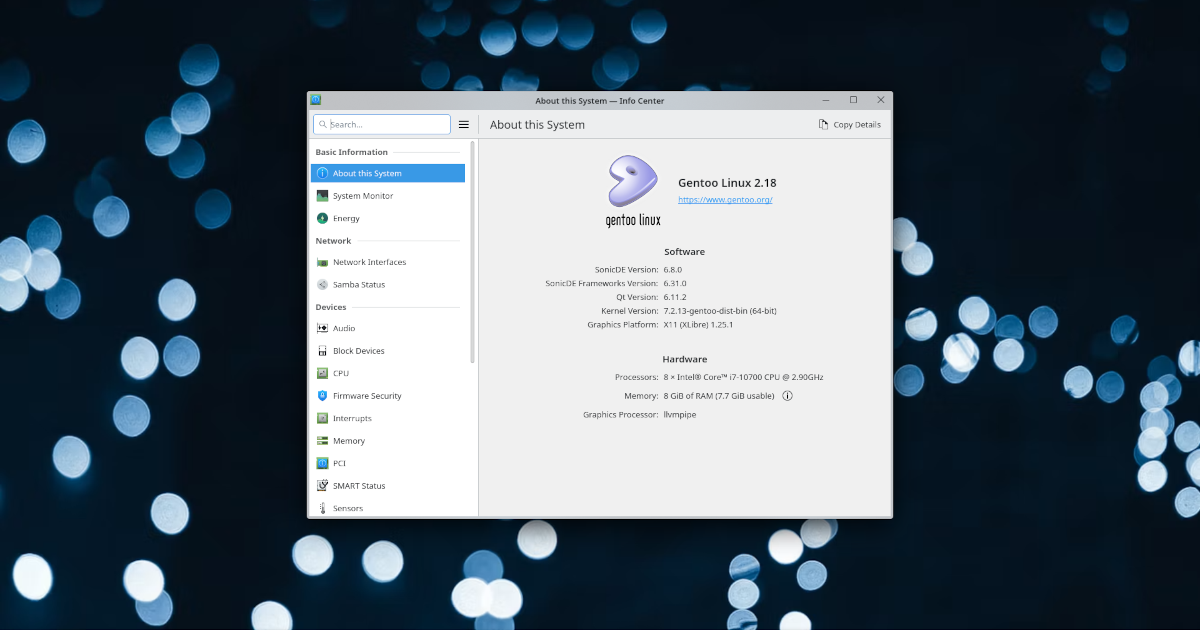 About this System — Info Center
Search...
About this System
Copy Details
Basic Information
About this System
System Monitor
Energy
Network
Network Interfaces
Samba Status
Devices
Audio
Block Devices
CPU
Firmware Security
Interrupts
Memory
PCI
SMART Status
Sensors
gentoo linux
Gentoo Linux 2.18
https://www.gentoo.org/
Software
SonicDE Version: 6.8.0
SonicDE Frameworks Version: 6.31.0
Qt Version: 6.11.2
Kernel Version: 7.2.13-gentoo-dist-bin (64-bit)
Graphics Platform: X11 (XLibre) 1.25.1
Hardware
Processors: 8 × Intel® Core™ i7-10700 CPU @ 2.90GHz
Memory: 8 GiB of RAM (7.7 GiB usable)
Graphics Processor: llvmpipe